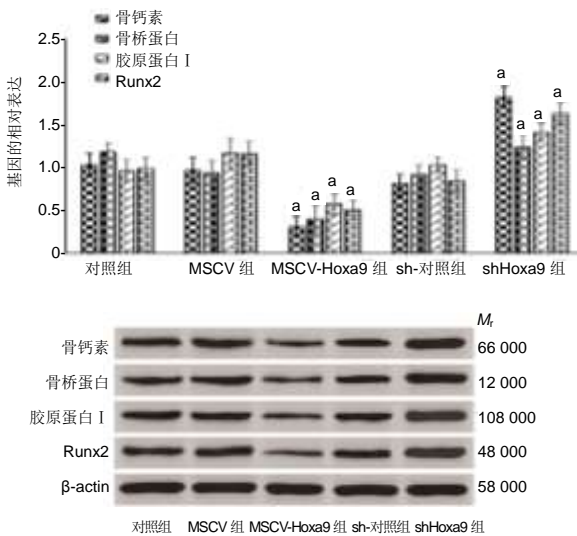 骨钙素
骨桥蛋白
胶原蛋白 I
Runx2
基因的相对表达
2.5
2.0
1.5
1.0
0.5
0
a a a a
a a a a
对照组 MSCV 组 MSCV-Hoxa9 组 sh-对照组 shHoxa9 组
Mr
骨钙素 66 000
骨桥蛋白 12 000
胶原蛋白 I 108 000
Runx2 48 000
β-actin 58 000
对照组 MSCV 组 MSCV-Hoxa9 组 sh-对照组 shHoxa9 组